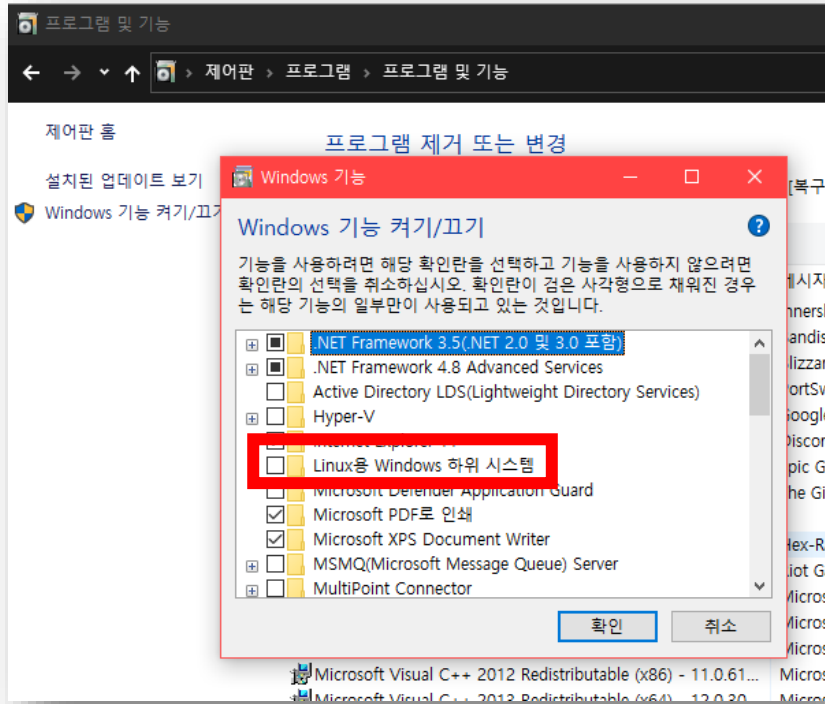 프로그램 및 기능
제어판 > 프로그램 > 프로그램 및 기능
제어판 홈
설치된 업데이트 보기
Windows 기능 켜기/끄기
프로그램 제거 또는 변경
[복구
Windows 기능
Windows 기능 켜기/끄기
기능을 사용하려면 해당 확인란을 선택하고 기능을 사용하지 않으려면
확인란의 선택을 취소하십시오. 확인란이 검은 사각형으로 채워진 경우
는 해당 기능의 일부만이 사용되고 있는 것입니다.
.NET Framework 3.5(.NET 2.0 및 3.0 포함)
.NET Framework 4.8 Advanced Services
Active Directory LDS(Lightweight Directory Services)
Hyper-V
Linux용 Windows 하위 시스템
Microsoft Defender Application Guard
Microsoft PDF로 인쇄
Microsoft XPS Document Writer
MSMQ(Microsoft Message Queue) Server
MultiPoint Connector
확인
취소
Microsoft Visual C++ 2012 Redistributable (x86) - 11.0.61...
Microsoft Visual C++ 2013 Redistributable (x64) - 12.0.30